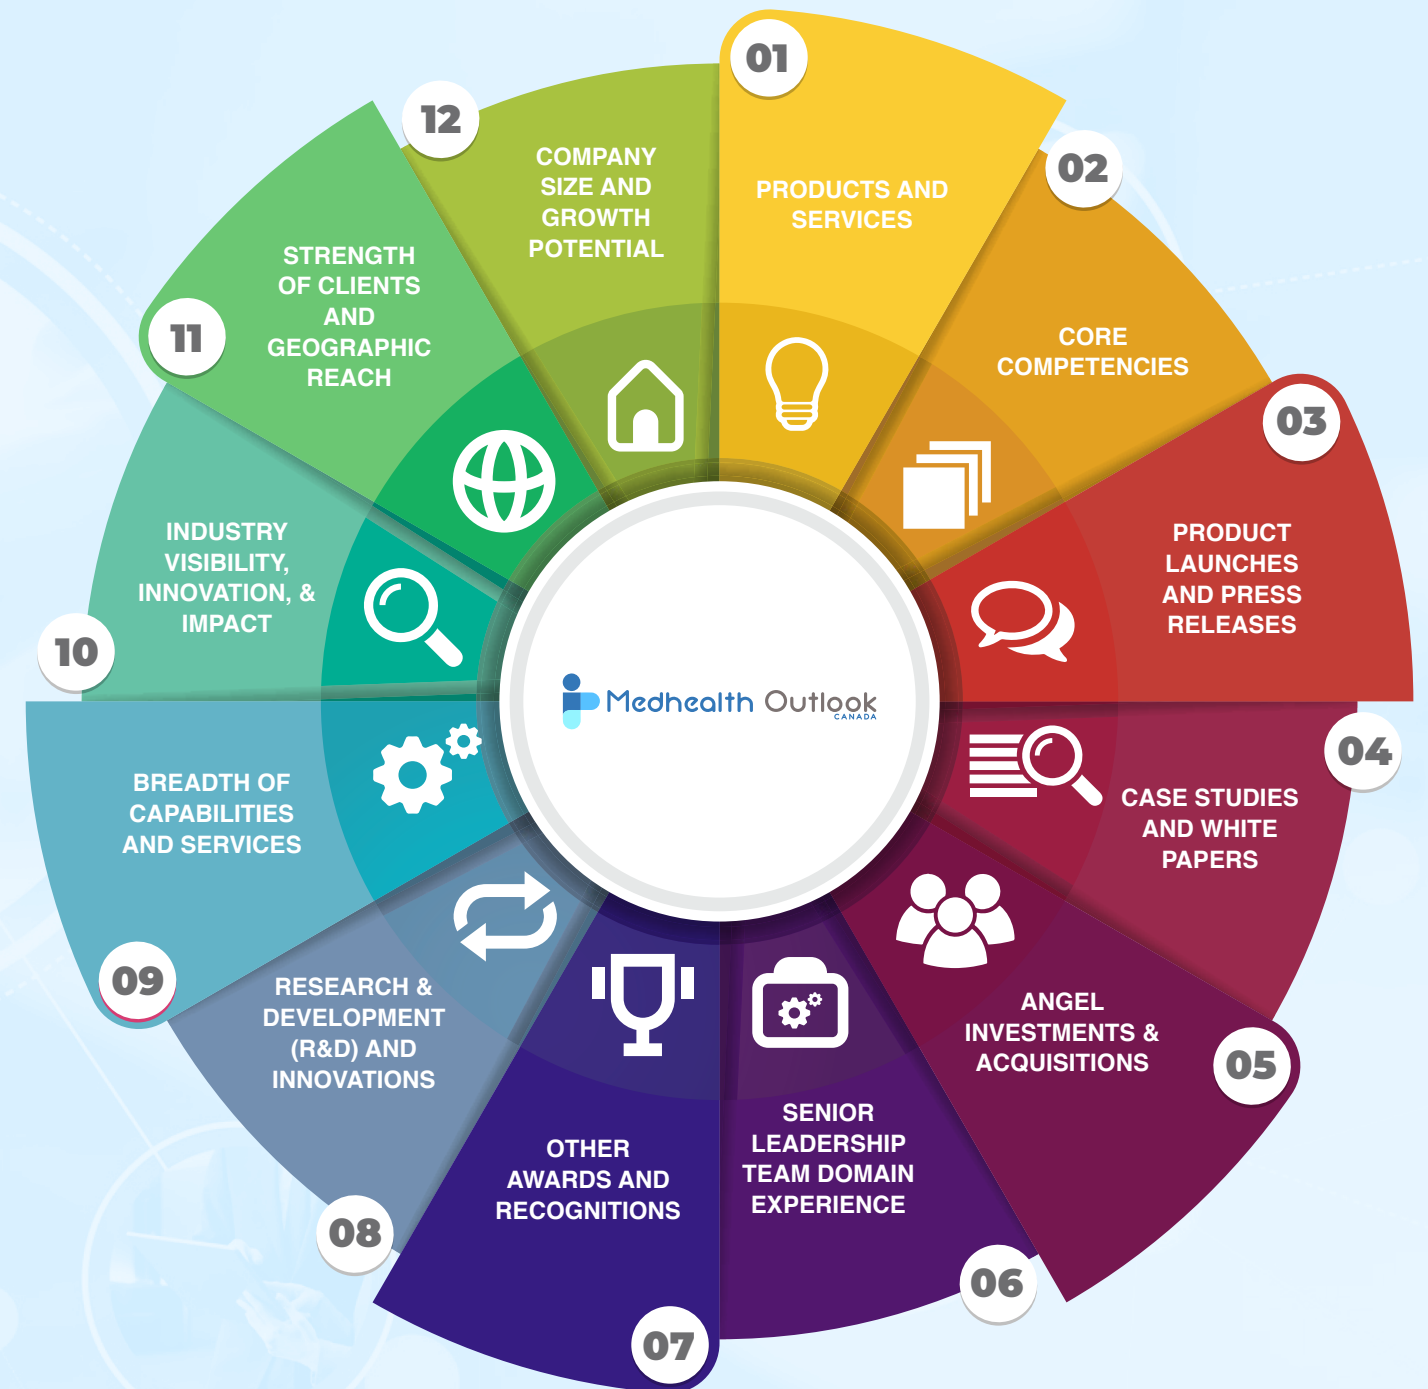 01
PRODUCTS AND
SERVICES
02
CORE
COMPETENCIES
03
PRODUCT
LAUNCHES
AND PRESS
RELEASES
04
CASE STUDIES
AND WHITE
PAPERS
05
ANGEL
INVESTMENTS &
ACQUISITIONS
06
SENIOR
LEADERSHIP
TEAM DOMAIN
EXPERIENCE
07
OTHER
AWARDS AND
RECOGNITIONS
08
RESEARCH &
DEVELOPMENT
(R&D) AND
INNOVATIONS
09
BREADTH OF
CAPABILITIES
AND SERVICES
10
INDUSTRY
VISIBILITY,
INNOVATION, &
IMPACT
11
STRENGTH
OF CLIENTS
AND
GEOGRAPHIC
REACH
12
COMPANY
SIZE AND
GROWTH
POTENTIAL
Medhealth Outlook
CANADA